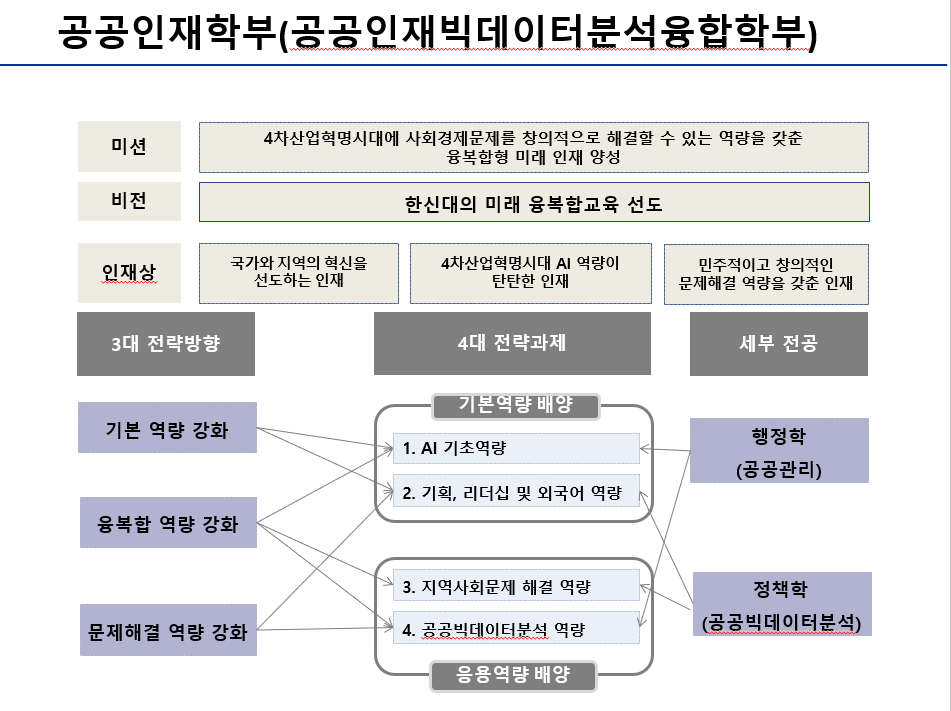 공공인재학부(공공인재빅데이터분석융합학부)
미션
4차산업혁명시대에 사회경제문제를 창의적으로 해결할 수 있는 역량을 갖춘
융복합형 미래 인재 양성
비전
한신대의 미래 융복합교육 선도
인재상
국가와 지역의 혁신을
선도하는 인재
4차산업혁명시대 AI 역량이
탄탄한 인재
민주적이고 창의적인
문제해결 역량을 갖춘 인재
3대 전략방향
4대 전략과제
세부 전공
기본 역량 강화
융복합 역량 강화
문제해결 역량 강화
기본역량 배양
1. AI 기초역량
2. 기획, 리더십 및 외국어 역량
3. 지역사회문제 해결 역량
4. 공공빅데이터분석 역량
응용역량 배양
행정학
(공공관리)
정책학
(공공빅데이터분석)